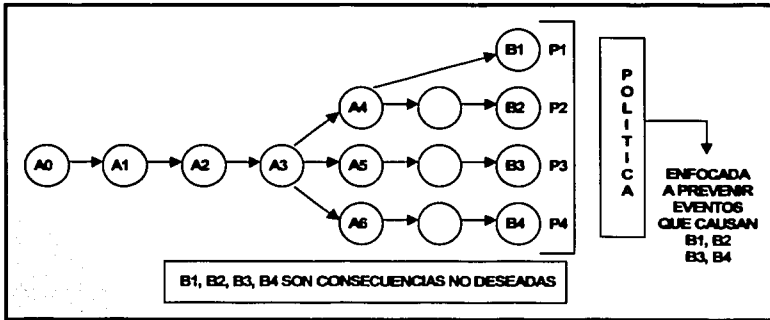 B1 P1
A4 B2 P2
A0 A1 A2 A3 A5 B3 P3
A6 B4 P4
POLITICA
ENFOCADA
A PREVENIR
EVENTOS
QUE CAUSAN
B1, B2
B3, B4
B1, B2, B3, B4 SON CONSECUENCIAS NO DESEADAS